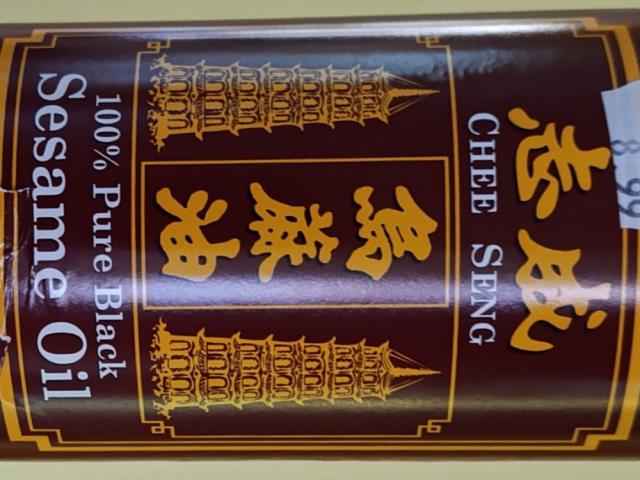 8.99
志成
CHEE SENG
烏麻油
100% Pure Black
Sesame Oil